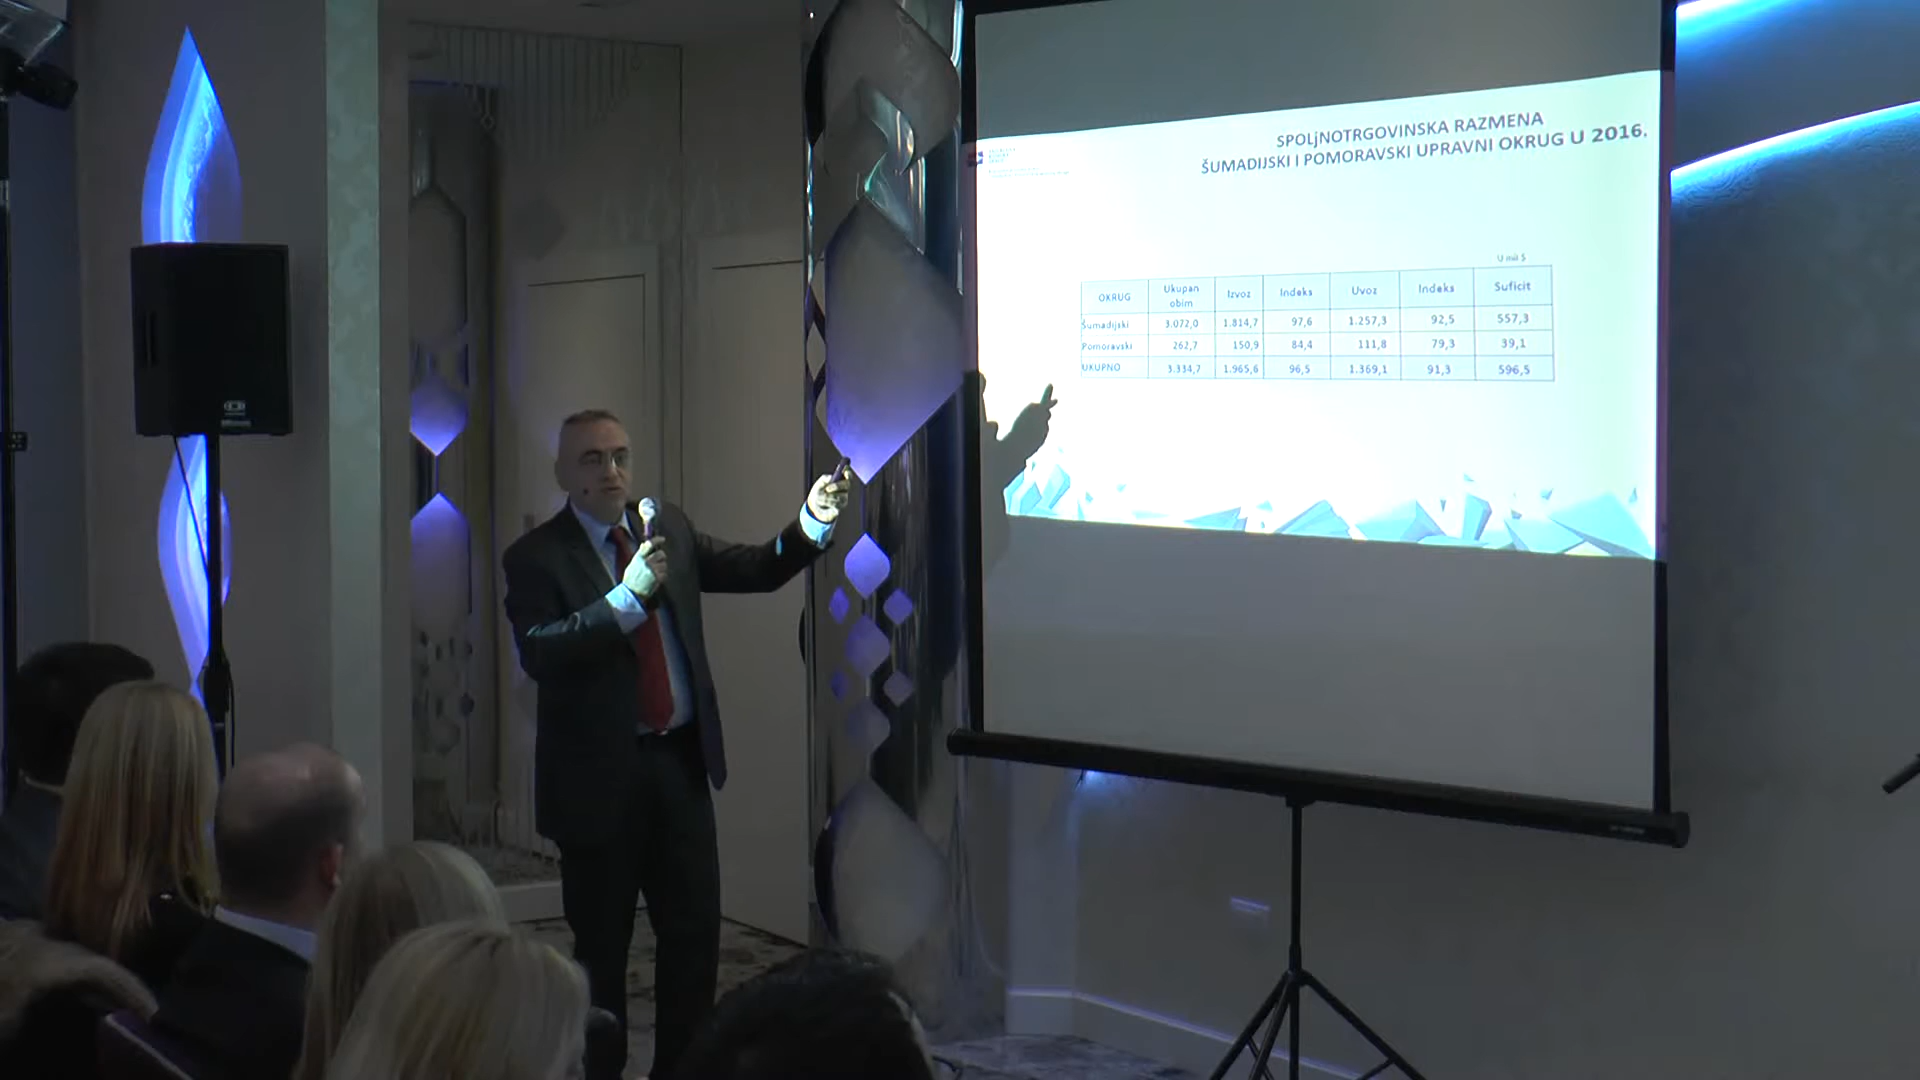 SPOLjNOTRGOVINSKA RAZMENA
ŠUMADIJSKI I POMORAVSKI UPRAVNI OKRUG U 2016.
U mil $
OKRUG Ukupan obim Izvoz Indeks Uvoz Indeks Suficit
Šumadijski 3.072,0 1.814,7 97,6 1.257,3 92,5 557,3
Pomoravski 262,7 150,9 84,4 111,8 79,3 39,1
UKUPNO 3.334,7 1.965,6 96,5 1.369,1 91,3 596,5